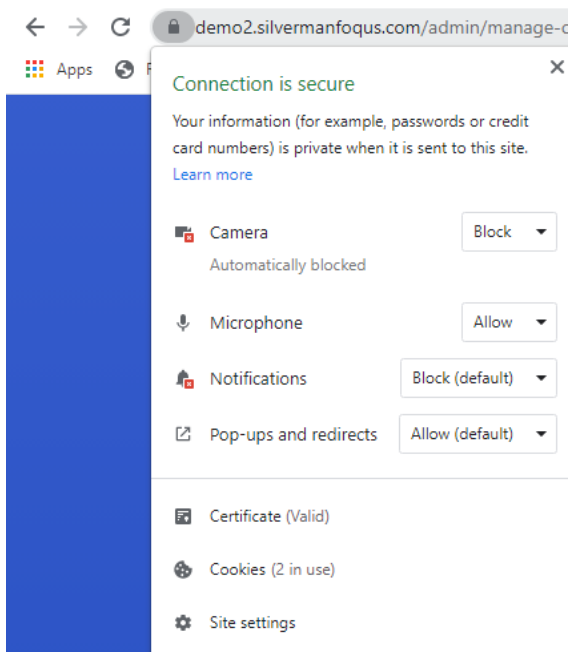 demo2.silvermanfoqus.com/admin/manage-c
Apps
Connection is secure
Your information (for example, passwords or credit
card numbers) is private when it is sent to this site.
Learn more
Camera Block
Automatically blocked
Microphone Allow
Notifications Block (default)
Pop-ups and redirects Allow (default)
Certificate (Valid)
Cookies (2 in use)
Site settings